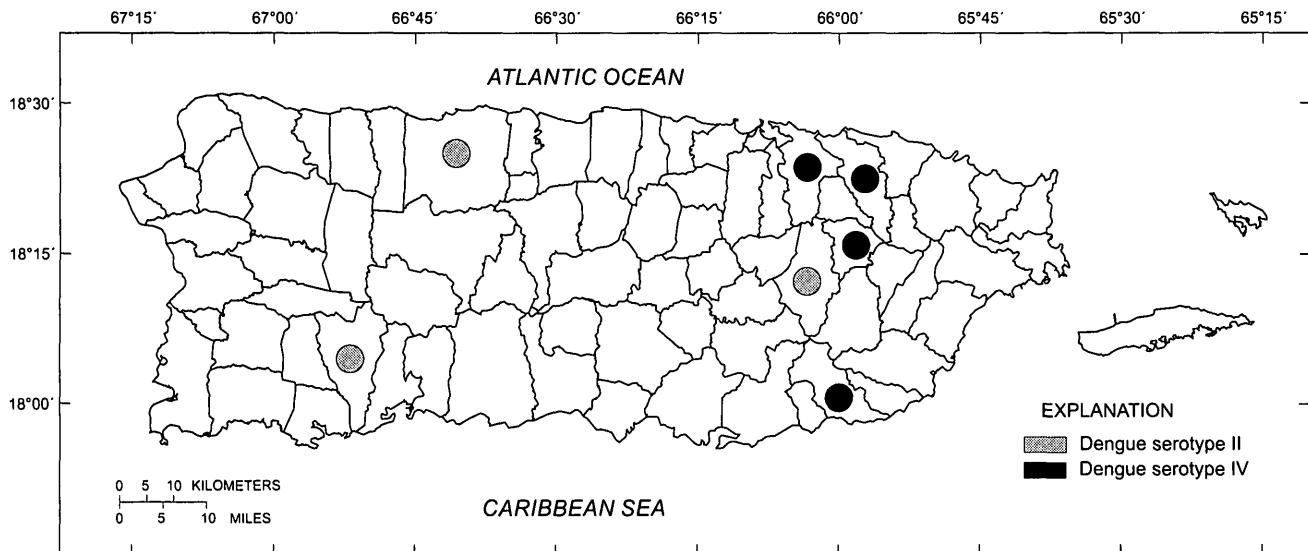 67°15′ 67°00′ 66°45′ 66°30′ 66°15′ 66°00′ 65°45′ 65°30′ 65°15′
ATLANTIC OCEAN
18°30′
18°15′
18°00′
EXPLANATION
Dengue serotype II
Dengue serotype IV
0 5 10 KILOMETERS
0 5 10 MILES
CARIBBEAN SEA